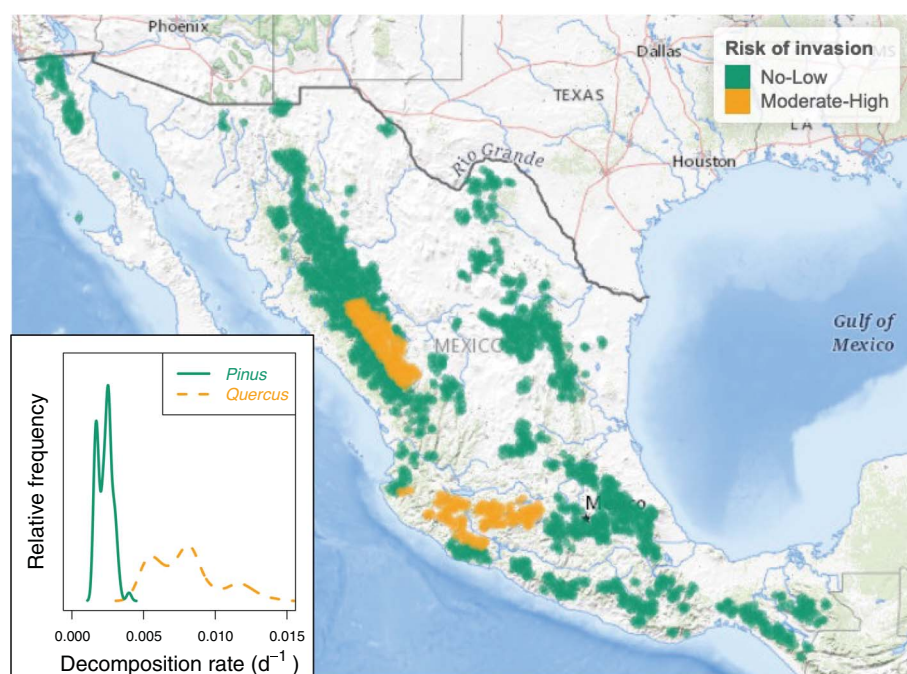 Phoenix
Dallas
MS
Risk of invasion
No-Low
Moderate-High
TEXAS
LA
Rio Grande
Houston
MEXICO
Gulf of
Mexico
Pinus
Quercus
Relative frequency
0.000 0.005 0.010 0.015
Decomposition rate (d⁻¹)